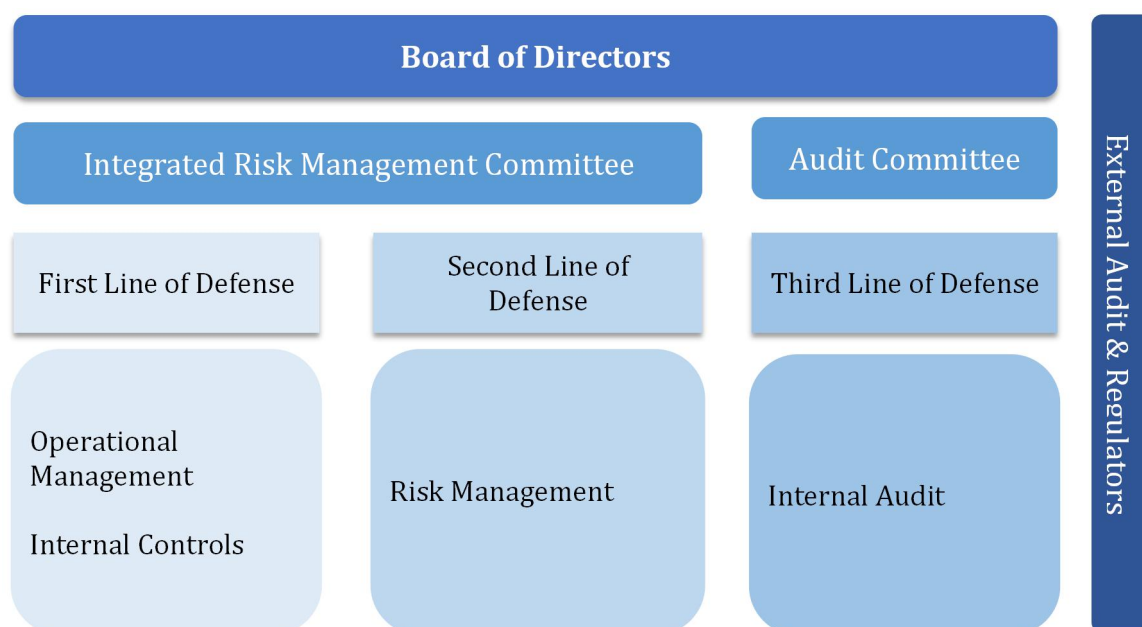 Board of Directors
Integrated Risk Management Committee
Audit Committee
First Line of Defense
Second Line of
Defense
Third Line of Defense
Operational
Management
Internal Controls
Risk Management
Internal Audit
External Audit & Regulators